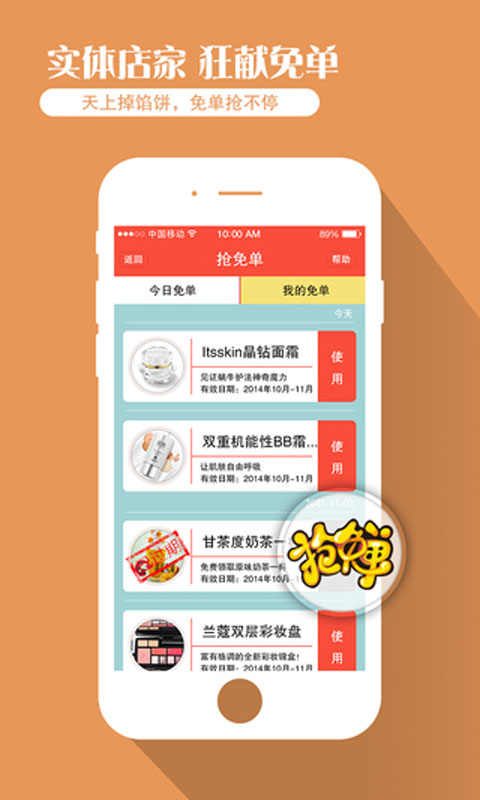 实体店家 狂献免单
天上掉馅饼，免单抢不停
中国移动 10:00 AM 89%
返回 抢免单 帮助
今日免单 我的免单
今天
Itsskin晶钻面霜
见证蜗牛护法神奇魔力
有效日期：2014年10月-11月
使用
双重机能性BB霜...
让肌肤自由呼吸
有效日期：2014年10月-11月
使用
甘茶度奶茶一
免费领取原味奶茶一
有效日期：2014年10月-1
抢免单
兰蔻双层彩妆盘
富有格调的全新彩妆锦盒!
有效日期：2014年10月-11月
使用